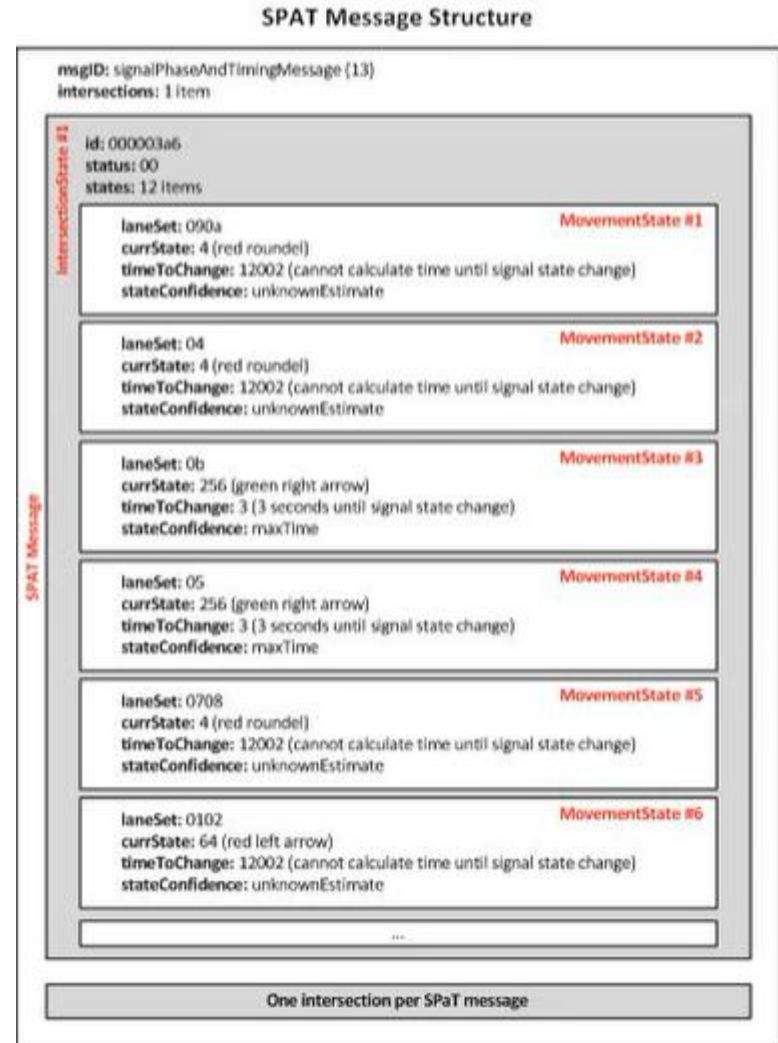 SPAT Message Structure
msgID: signalPhaseAndTimingMessage (13)
intersections: 1 item
SPAT Message
IntersectionState #1
id: 000003a6
status: 00
states: 12 items
MovementState #1
laneSet: 090a
currState: 4 (red roundel)
timeToChange: 12002 (cannot calculate time until signal state change)
stateConfidence: unknownEstimate
MovementState #2
laneSet: 04
currState: 4 (red roundel)
timeToChange: 12002 (cannot calculate time until signal state change)
stateConfidence: unknownEstimate
MovementState #3
laneSet: 0b
currState: 256 (green right arrow)
timeToChange: 3 (3 seconds until signal state change)
stateConfidence: maxTime
MovementState #4
laneSet: 05
currState: 256 (green right arrow)
timeToChange: 3 (3 seconds until signal state change)
stateConfidence: maxTime
MovementState #5
laneSet: 0708
currState: 4 (red roundel)
timeToChange: 12002 (cannot calculate time until signal state change)
stateConfidence: unknownEstimate
MovementState #6
laneSet: 0102
currState: 64 (red left arrow)
timeToChange: 12002 (cannot calculate time until signal state change)
stateConfidence: unknownEstimate
...
One intersection per SPaT message